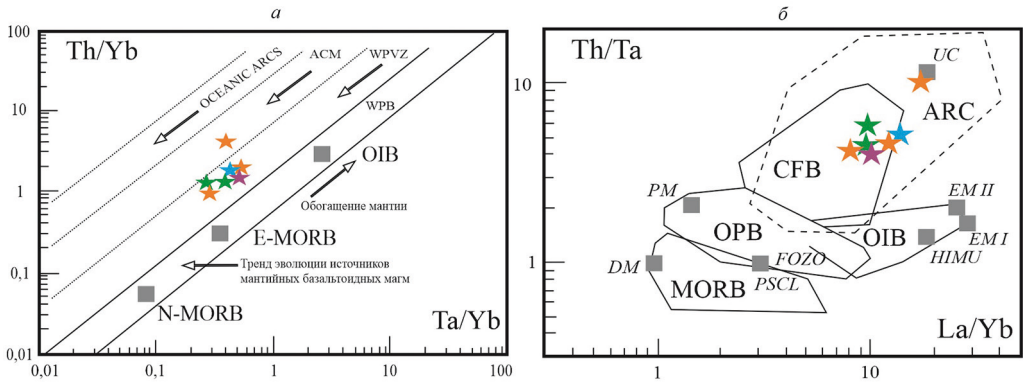 а
100
10
1
0,1
0,01
Th/Yb
OCEANIC ARCS
ACM
WPVZ
WPB
OIB
Обогащение мантии
E-MORB
Тренд эволюции источников
мантийных базальтоидных магм
N-MORB
Ta/Yb
0,01
0,1
1
10
100
б
Th/Ta
10
1
UC
ARC
CFB
PM
EM II
OPB
OIB
EM I
HIMU
FOZO
DM
PSCL
MORB
La/Yb
1
10